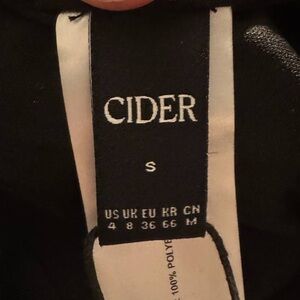 CIDER
S
US UK EU KR CN
4 8 36 66 M
100% POLYE